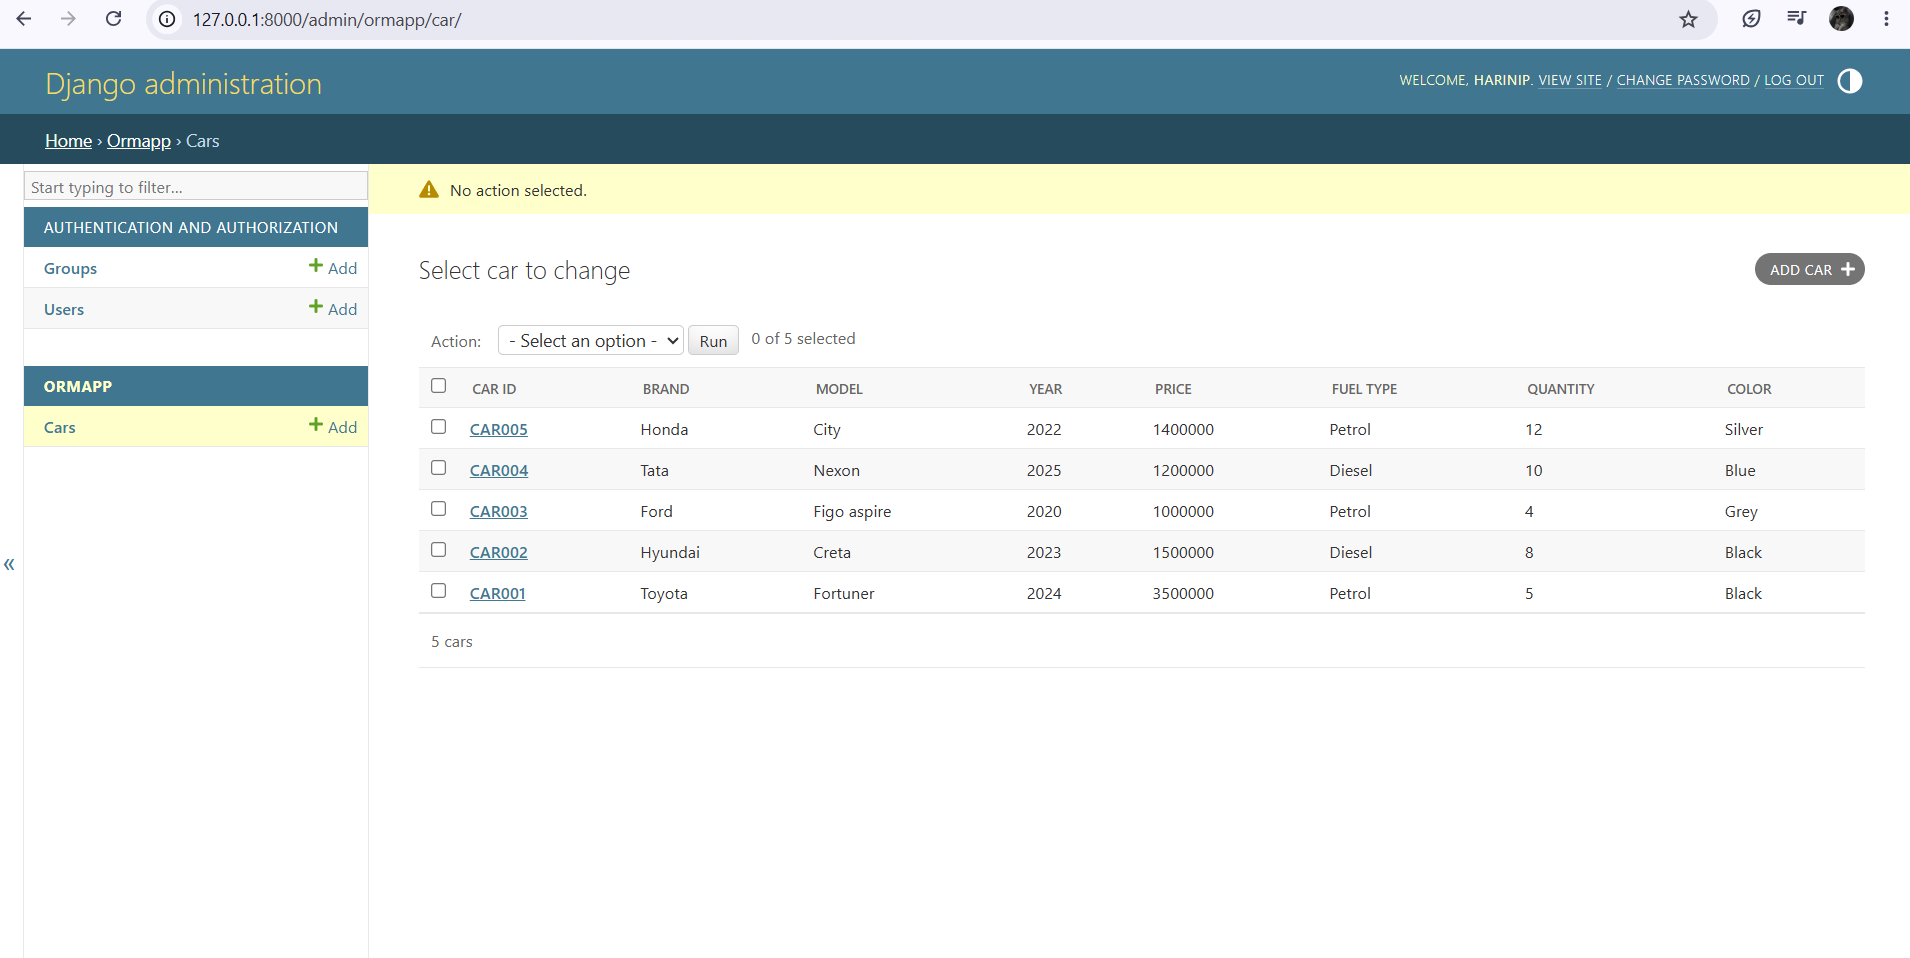 127.0.0.1:8000/admin/ormapp/car/
Django administration
WELCOME, HARINIP. VIEW SITE / CHANGE PASSWORD / LOG OUT
Home › Ormapp › Cars
Start typing to filter...
AUTHENTICATION AND AUTHORIZATION
Groups + Add
Users + Add
ORMAPP
Cars + Add
«
No action selected.
Select car to change
ADD CAR +
Action: - Select an option - Run 0 of 5 selected
CAR ID BRAND MODEL YEAR PRICE FUEL TYPE QUANTITY COLOR
CAR005 Honda City 2022 1400000 Petrol 12 Silver
CAR004 Tata Nexon 2025 1200000 Diesel 10 Blue
CAR003 Ford Figo aspire 2020 1000000 Petrol 4 Grey
CAR002 Hyundai Creta 2023 1500000 Diesel 8 Black
CAR001 Toyota Fortuner 2024 3500000 Petrol 5 Black
5 cars